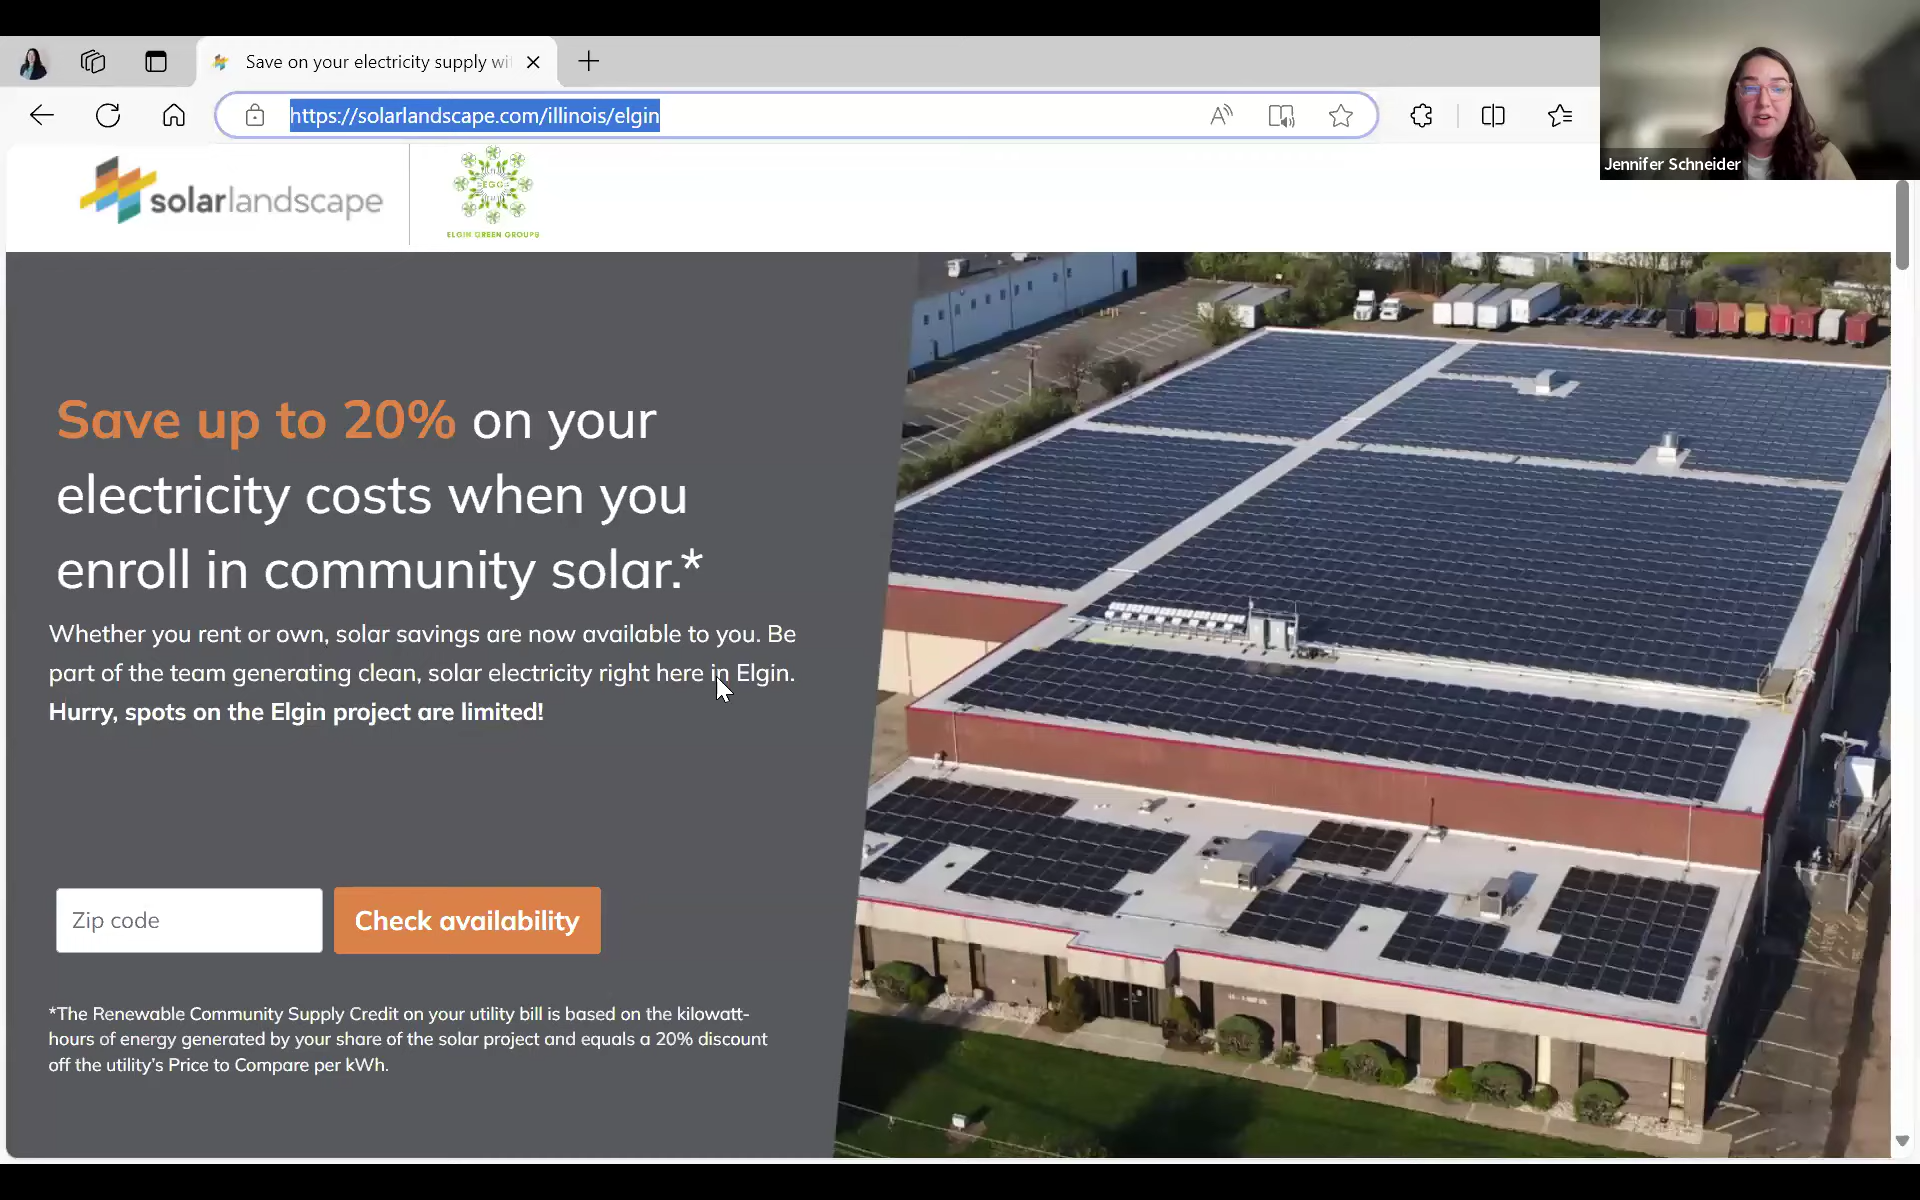 Save on your electricity supply wi
https://solarlandscape.com/illinois/elgin
Jennifer Schneider
solarlandscape
EGG
ELGIN GREEN GROUPS
Save up to 20% on your
electricity costs when you
enroll in community solar.*
Whether you rent or own, solar savings are now available to you. Be
part of the team generating clean, solar electricity right here in Elgin.
Hurry, spots on the Elgin project are limited!
Zip code
Check availability
*The Renewable Community Supply Credit on your utility bill is based on the kilowatt-
hours of energy generated by your share of the solar project and equals a 20% discount
off the utility's Price to Compare per kWh.